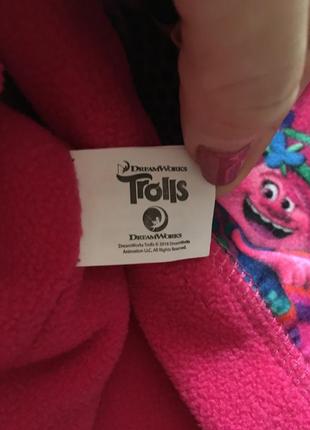 DREAMWORKS
Trolls
DREAMWORKS
DreamWorks Trolls © 2016 DreamWorks
Animation LLC. All Rights Reserved.